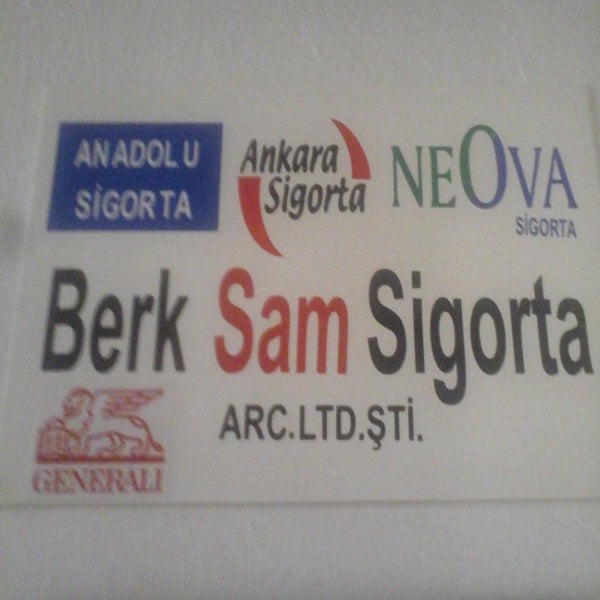 ANADOLU
SİGORTA
Ankara
Sigorta
NEOVA
SİGORTA
Berk Sam Sigorta
ARC.LTD.ŞTİ.
GENERALI